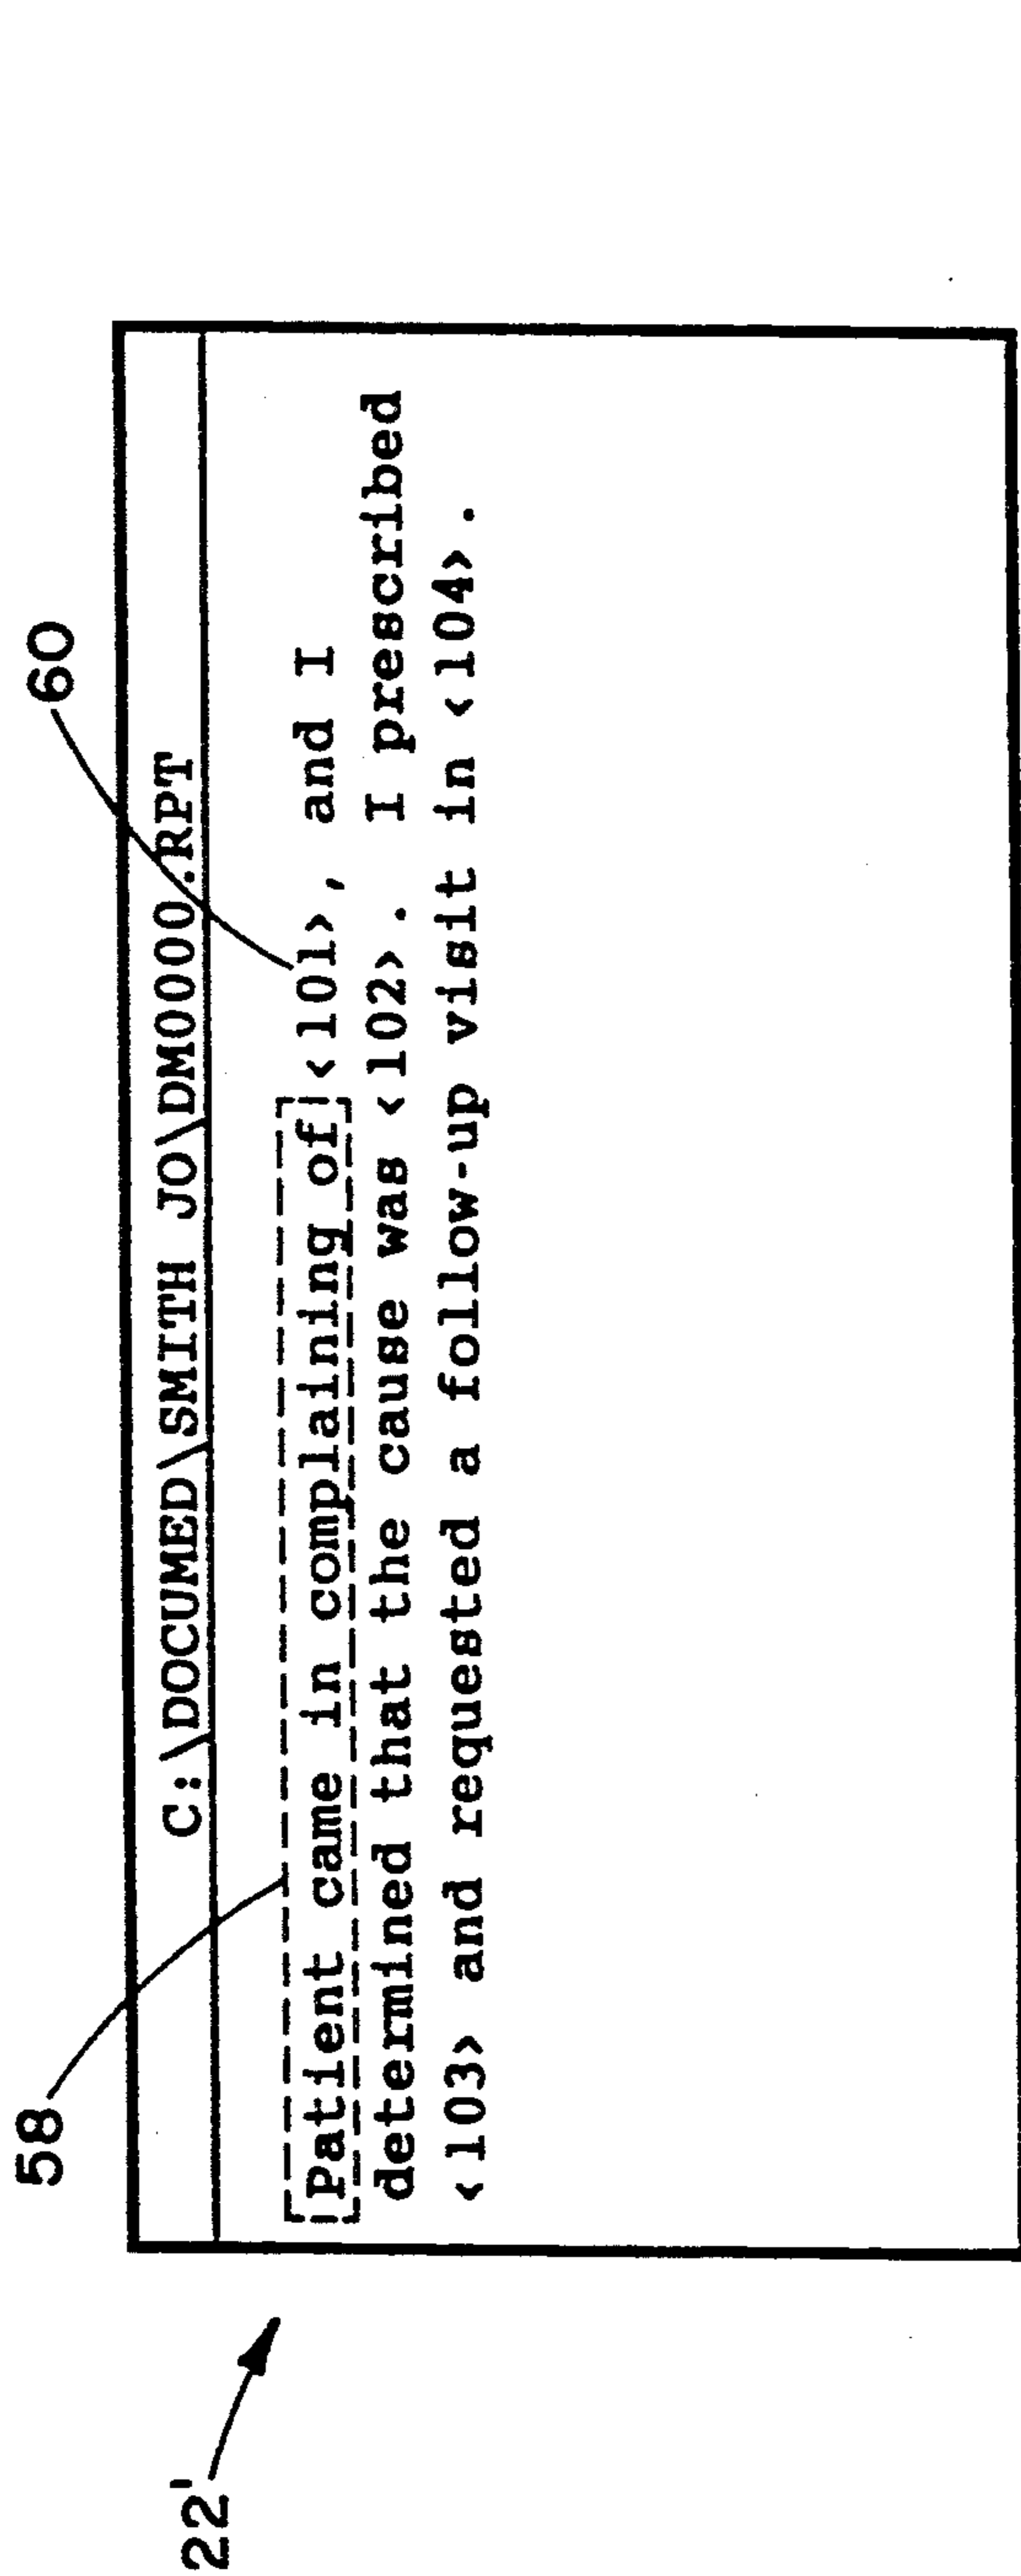 60
58
22'
C:\DOCUMED\SMITH JO\DM0000.RPT
Patient came in complaining of <101>, and I
determined that the cause was <102>. I prescribed
<103> and requested a follow-up visit in <104>.